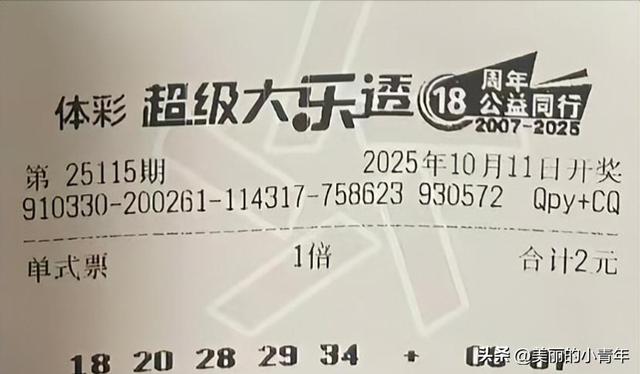 体彩 超级大乐透 18 周年 公益同行 2007-2025
第 25115期 2025年10月11日开奖
910330-200261-114317-758623 930572 Qpy+CQ
单式票 1倍 合计2元
18 20 28 29 34 +
头条 @美丽的小青年